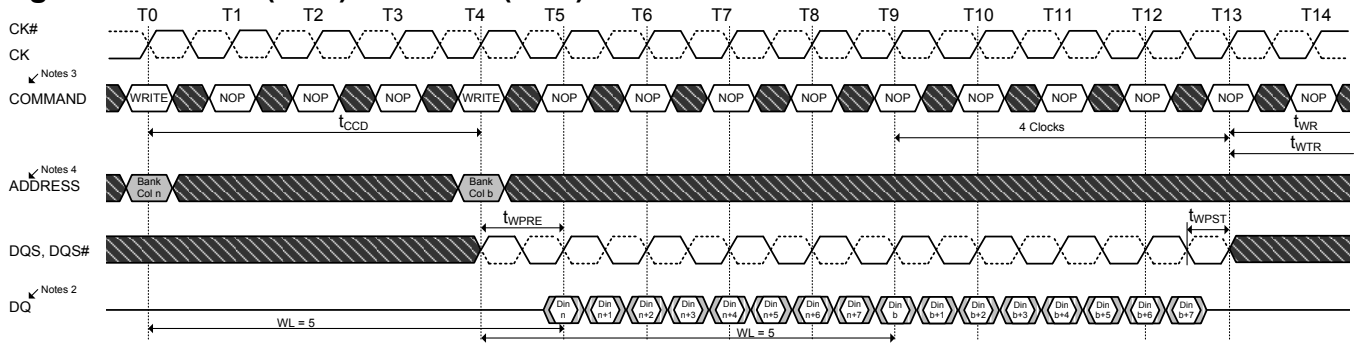 T0 T1 T2 T3 T4 T5 T6 T7 T8 T9 T10 T11 T12 T13 T14
CK#
CK
Notes 3
COMMAND WRITE NOP NOP NOP WRITE NOP NOP NOP NOP NOP NOP NOP NOP NOP NOP
tCCD 4 Clocks tWR
tWTR
Notes 4
ADDRESS Bank Col n Bank Col b
tWPRE tWPST
DQS, DQS#
Notes 2
DQ Din n Din n+1 Din n+2 Din n+3 Din n+4 Din n+5 Din n+6 Din n+7 Din b Din b+1 Din b+2 Din b+3 Din b+4 Din b+5 Din b+6 Din b+7
WL = 5 WL = 5